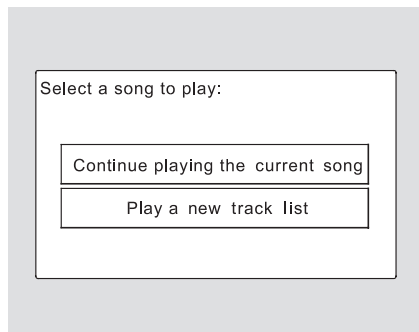 Select a song to play:
Continue playing the current song
Play a new track list